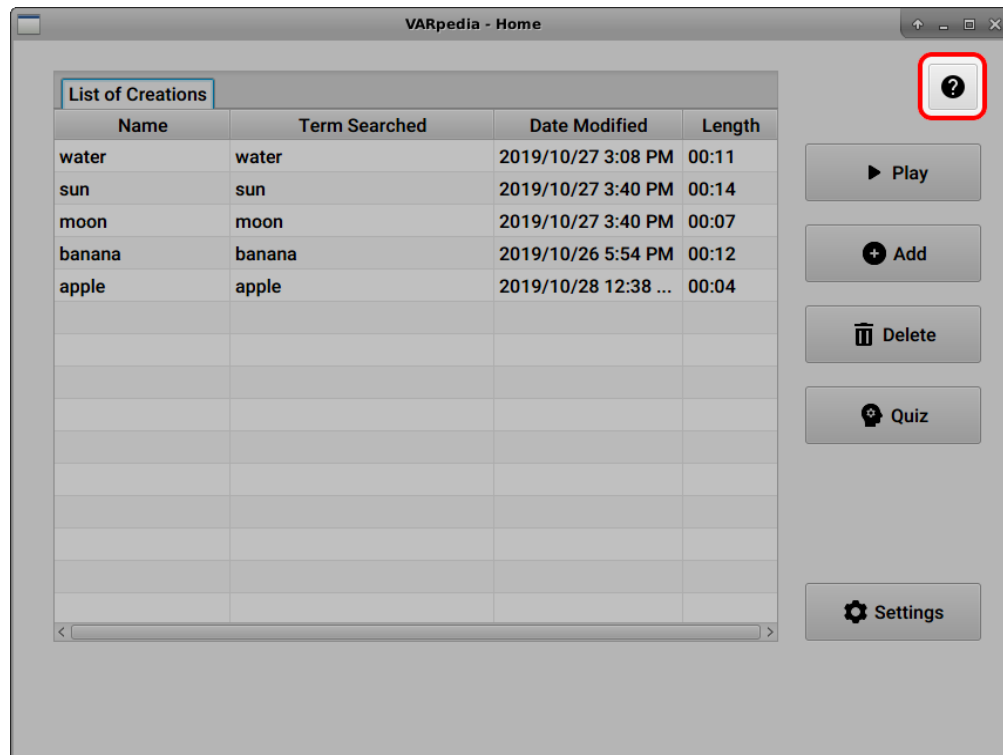 VARpedia - Home
List of Creations
Name Term Searched Date Modified Length
water water 2019/10/27 3:08 PM 00:11
sun sun 2019/10/27 3:40 PM 00:14
moon moon 2019/10/27 3:40 PM 00:07
banana banana 2019/10/26 5:54 PM 00:12
apple apple 2019/10/28 12:38 ... 00:04
?
Play
Add
Delete
Quiz
Settings